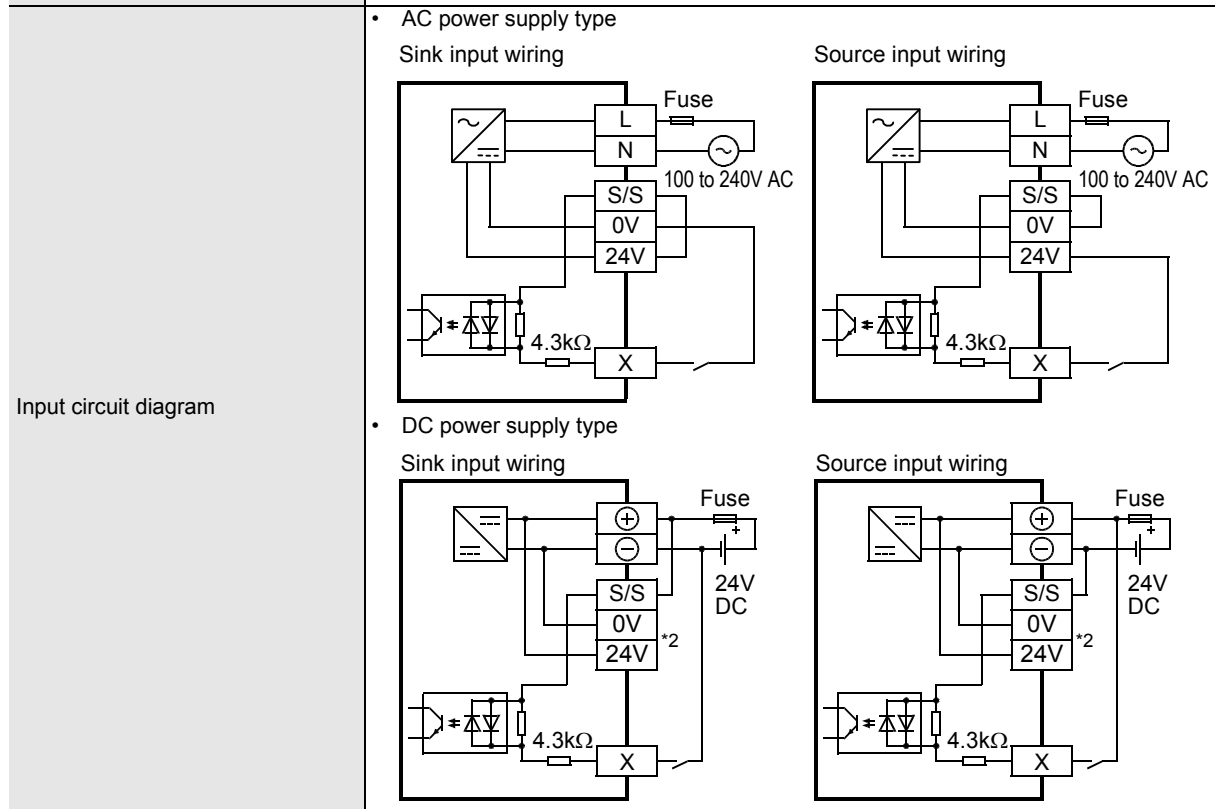 Input circuit diagram
• AC power supply type
Sink input wiring
Fuse
L
N
100 to 240V AC
S/S
0V
24V
4.3kΩ
X
Source input wiring
Fuse
L
N
100 to 240V AC
S/S
0V
24V
4.3kΩ
X
• DC power supply type
Sink input wiring
Fuse
+
24V
DC
S/S
0V
24V
*2
4.3kΩ
X
Source input wiring
Fuse
+
24V
DC
S/S
0V
24V
*2
4.3kΩ
X